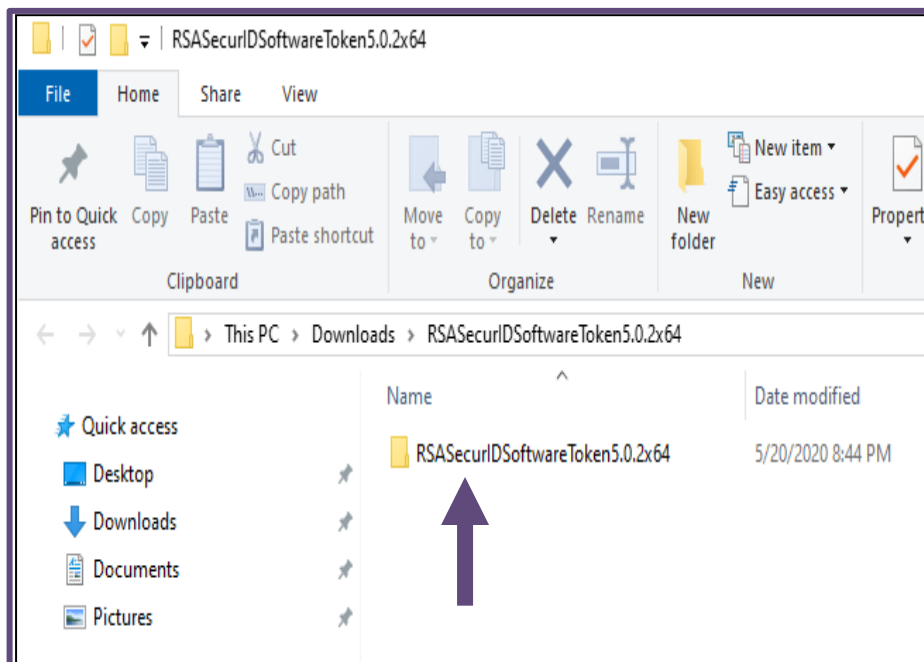 RSASecurIDSoftwareToken5.0.2x64
File Home Share View
Pin to Quick access
Copy
Paste
Cut
Copy path
Paste shortcut
Clipboard
Move to
Copy to
Delete
Rename
Organize
New folder
New item
Easy access
New
Propert
This PC > Downloads > RSASecurIDSoftwareToken5.0.2x64
Name Date modified
Quick access
Desktop
Downloads
Documents
Pictures
RSASecurIDSoftwareToken5.0.2x64 5/20/2020 8:44 PM